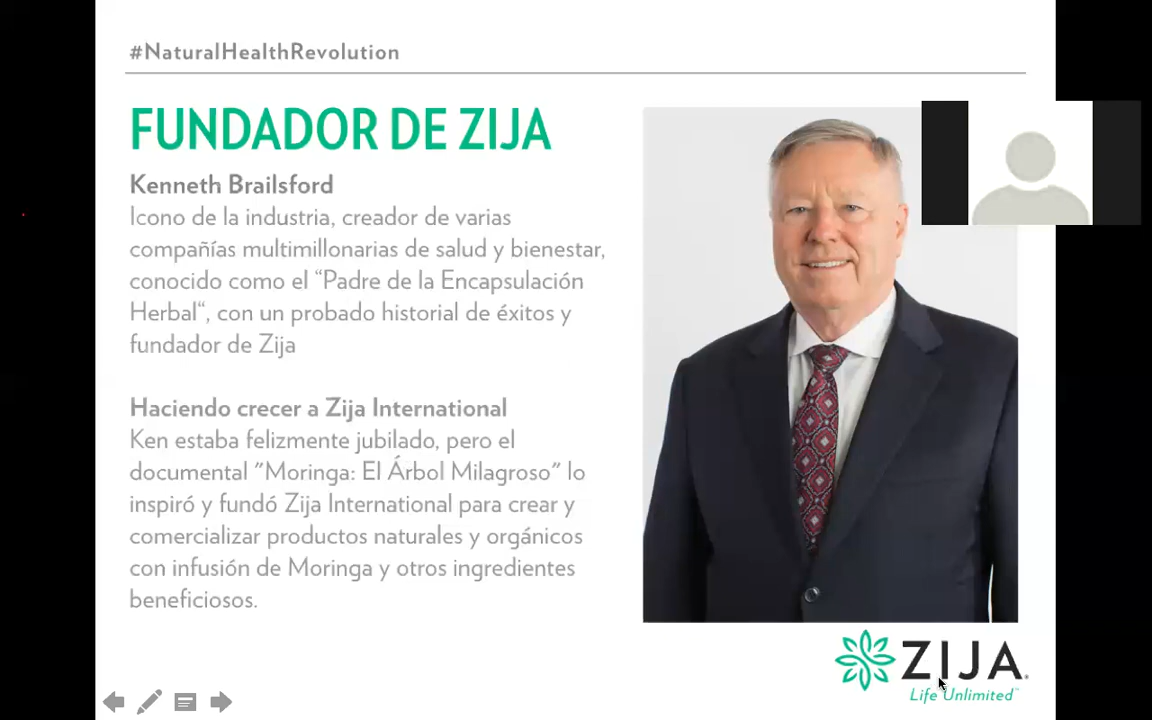 #NaturalHealthRevolution
FUNDADOR DE ZIJA
Kenneth Brailsford
Icono de la industria, creador de varias
compañías multimillonarias de salud y bienestar,
conocido como el “Padre de la Encapsulación
Herbal“, con un probado historial de éxitos y
fundador de Zija
Haciendo crecer a Zija International
Ken estaba felizmente jubilado, pero el
documental "Moringa: El Árbol Milagroso" lo
inspiró y fundó Zija International para crear y
comercializar productos naturales y orgánicos
con infusión de Moringa y otros ingredientes
beneficiosos.
ZIJA.
Life Unlimited™